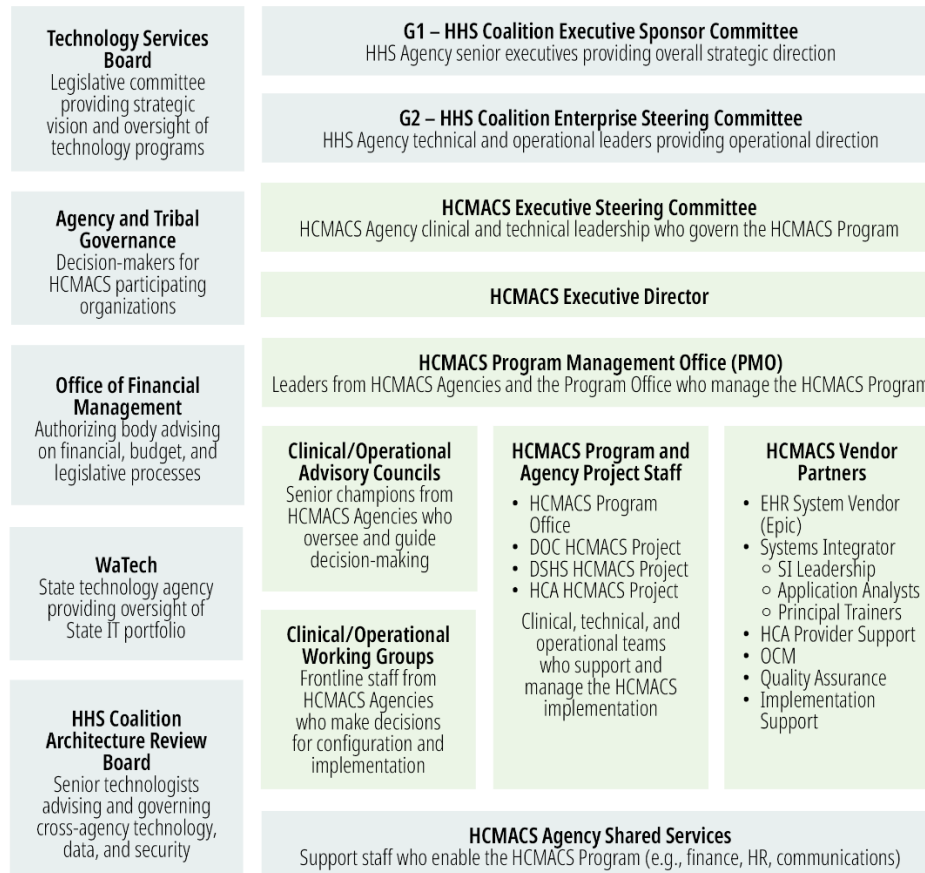 Technology Services
Board
Legislative committee
providing strategic
vision and oversight of
technology programs
Agency and Tribal
Governance
Decision-makers for
HCMACS participating
organizations
Office of Financial
Management
Authorizing body advising
on financial, budget, and
legislative processes
WaTech
State technology agency
providing oversight of
State IT portfolio
HHS Coalition
Architecture Review
Board
Senior technologists
advising and governing
cross-agency technology,
data, and security
G1 – HHS Coalition Executive Sponsor Committee
HHS Agency senior executives providing overall strategic direction
G2 – HHS Coalition Enterprise Steering Committee
HHS Agency technical and operational leaders providing operational direction
HCMACS Executive Steering Committee
HCMACS Agency clinical and technical leadership who govern the HCMACS Program
HCMACS Executive Director
HCMACS Program Management Office (PMO)
Leaders from HCMACS Agencies and the Program Office who manage the HCMACS Program
Clinical/Operational
Advisory Councils
Senior champions from
HCMACS Agencies who
oversee and guide
decision-making
Clinical/Operational
Working Groups
Frontline staff from
HCMACS Agencies
who make decisions
for configuration and
implementation
HCMACS Program and
Agency Project Staff
• HCMACS Program
Office
• DOC HCMACS Project
• DSHS HCMACS Project
• HCA HCMACS Project
Clinical, technical, and
operational teams
who support and
manage the HCMACS
implementation
HCMACS Vendor
Partners
• EHR System Vendor
(Epic)
• Systems Integrator
○ SI Leadership
○ Application Analysts
○ Principal Trainers
• HCA Provider Support
• OCM
• Quality Assurance
• Implementation
Support
HCMACS Agency Shared Services
Support staff who enable the HCMACS Program (e.g., finance, HR, communications)